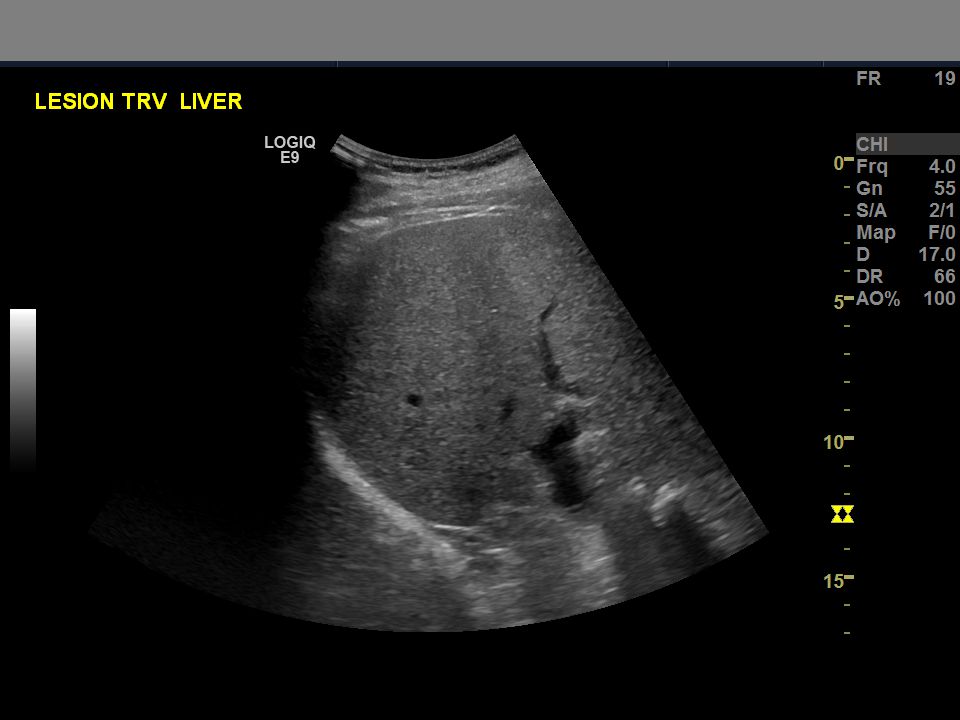 LESION TRV LIVER
LOGIQ
E9
FR 19
CHI
Frq 4.0
Gn 55
S/A 2/1
Map F/0
D 17.0
DR 66
AO% 100
0
5
10
15